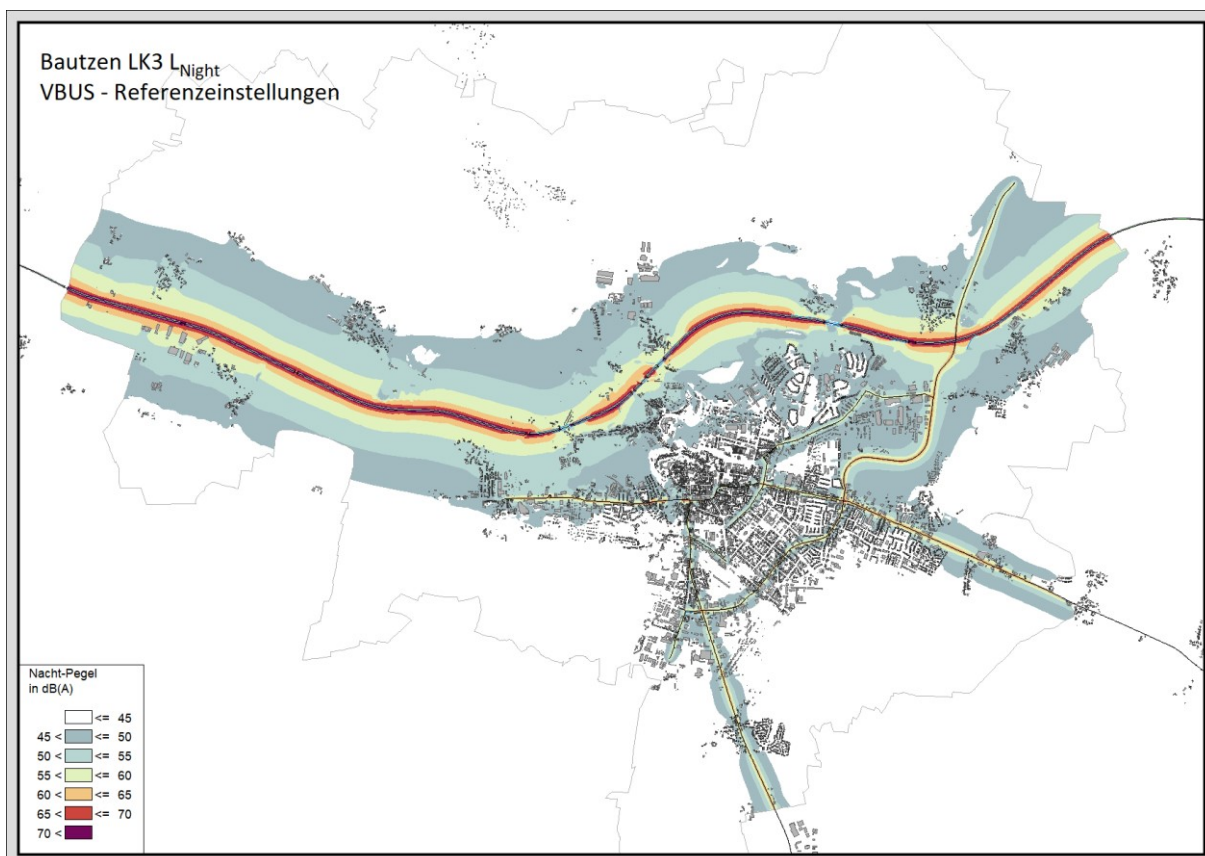 Bautzen LK3 LNight
VBUS - Referenzeinstellungen
Nacht-Pegel
in dB(A)
<= 45
45 < <= 50
50 < <= 55
55 < <= 60
60 < <= 65
65 < <= 70
70 <